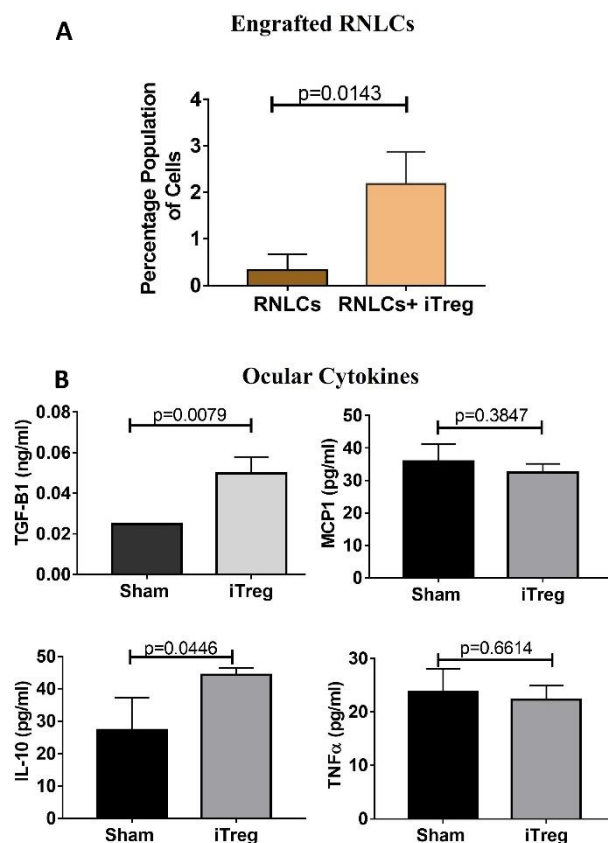 A
Engrafted RNLCs
p=0.0143
Percentage Population
of Cells
4
3
2
1
0
RNLCs
RNLCs+ iTreg
B
Ocular Cytokines
p=0.0079
TGF-B1 (ng/ml)
0.08
0.06
0.04
0.02
0.00
Sham
iTreg
p=0.3847
MCP1 (pg/ml)
50
40
30
20
10
0
Sham
iTreg
p=0.0446
IL-10 (pg/ml)
50
40
30
20
10
0
Sham
iTreg
p=0.6614
TNFα (pg/ml)
30
20
10
0
Sham
iTreg